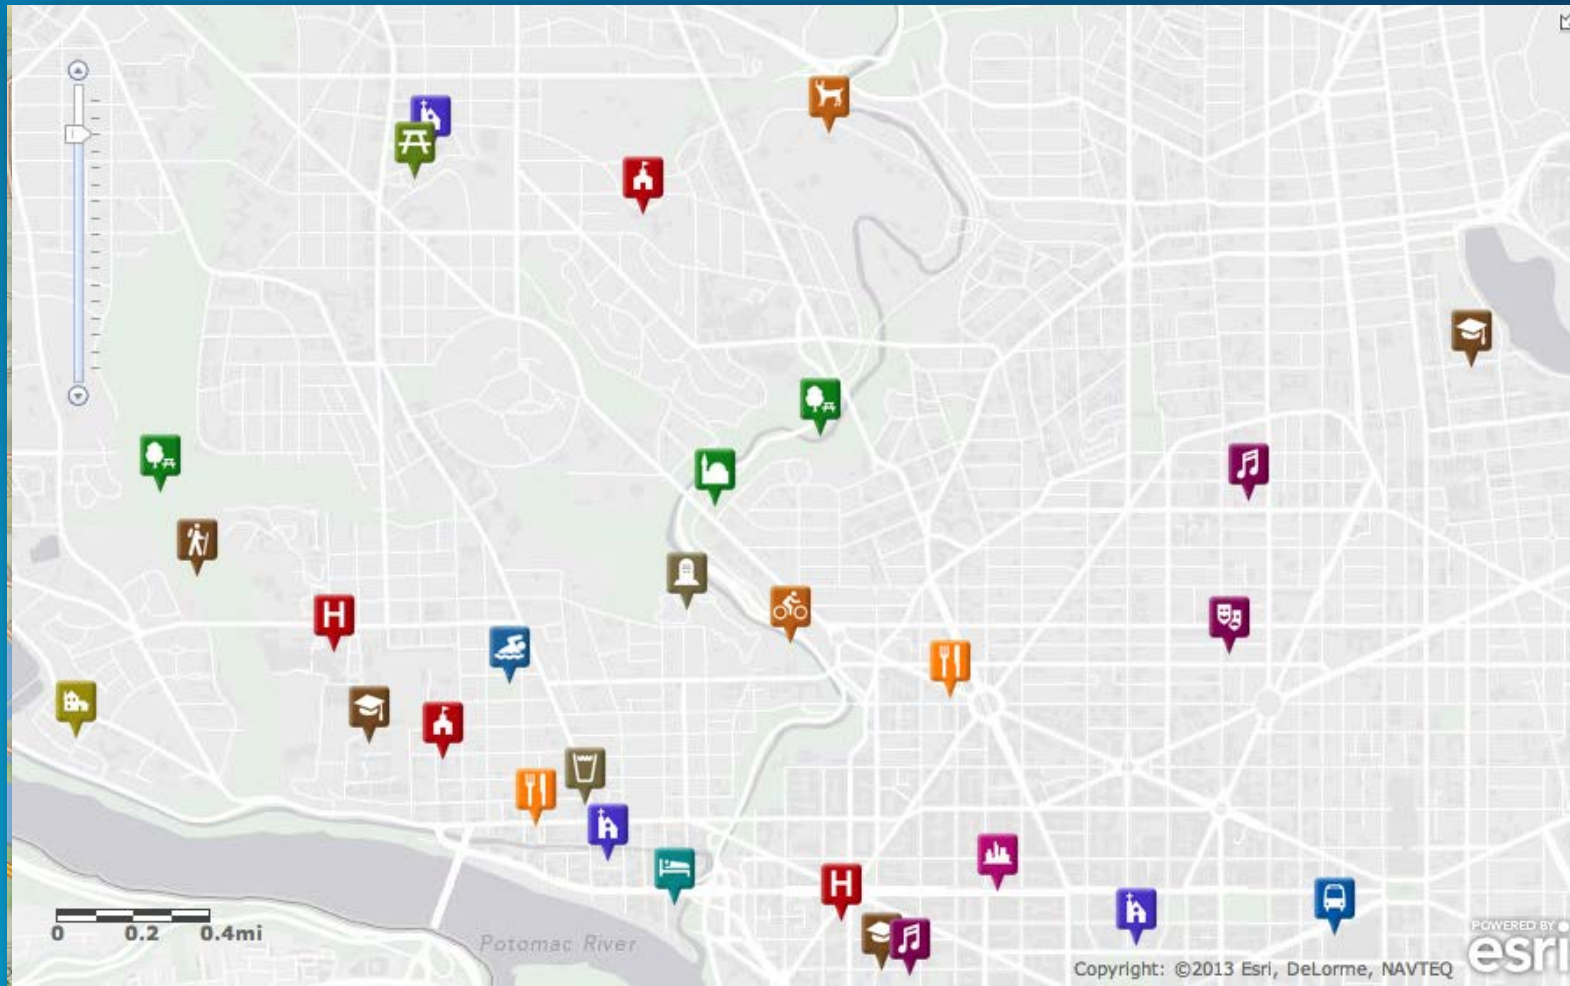 H
0 0.2 0.4mi
Potomac River
H
POWERED BY
esri
Copyright: ©2013 Esri, DeLorme, NAVTEQ